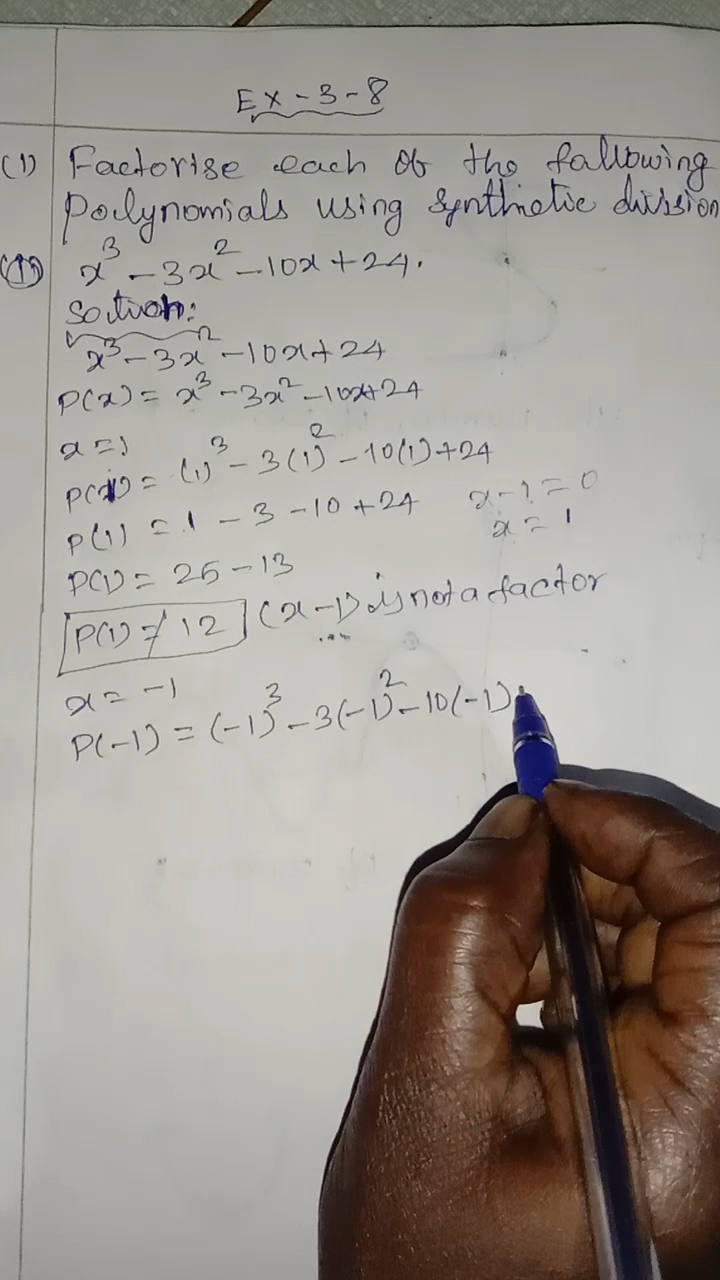 Ex-3-8
(1) Factorise each of the fallowing
Polynomials using synthetic division
x³ - 3x² - 10x + 24.
x³ - 3x² - 10x + 24
P(x) = x³ - 3x² - 10x + 24
x = 1
P(1) = (1)³ - 3(1)² - 10(1) + 24
P(1) = 1 - 3 - 10 + 24
x - 1 = 0
x = 1
P(1) = 25 - 13
P(1) ≠ 12 (x - 1) is not a factor
x = -1
P(-1) = (-1)³ - 3(-1)² - 10(-1)